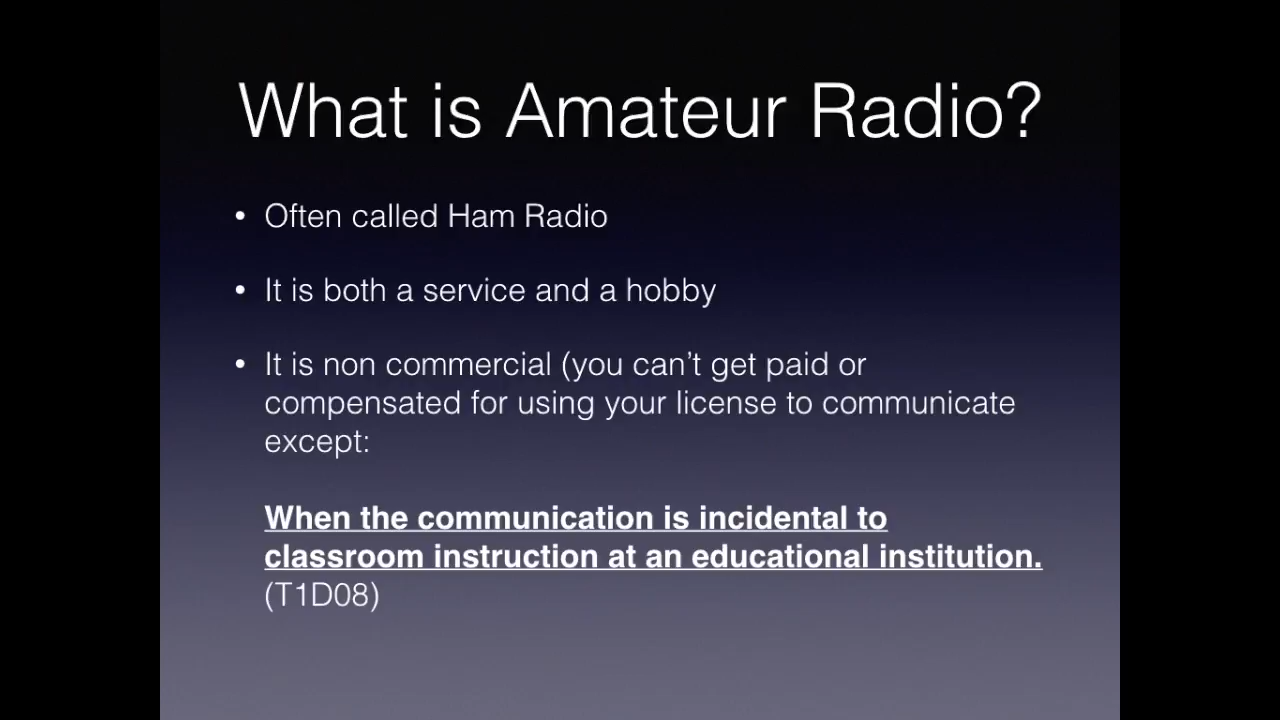 What is Amateur Radio?
• Often called Ham Radio
• It is both a service and a hobby
• It is non commercial (you can’t get paid or
compensated for using your license to communicate
except:
When the communication is incidental to
classroom instruction at an educational institution.
(T1D08)